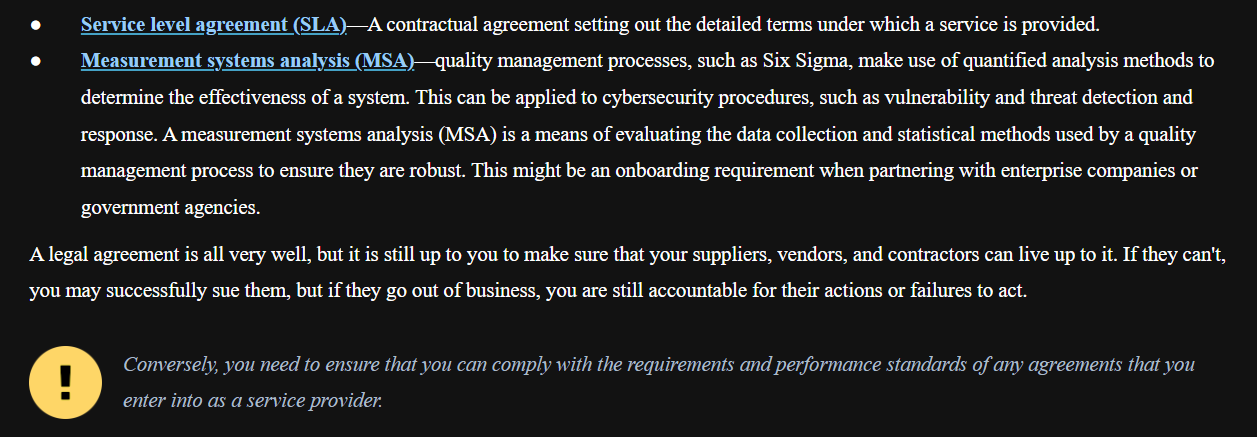 ● Service level agreement (SLA)—A contractual agreement setting out the detailed terms under which a service is provided.
● Measurement systems analysis (MSA)—quality management processes, such as Six Sigma, make use of quantified analysis methods to
determine the effectiveness of a system. This can be applied to cybersecurity procedures, such as vulnerability and threat detection and
response. A measurement systems analysis (MSA) is a means of evaluating the data collection and statistical methods used by a quality
management process to ensure they are robust. This might be an onboarding requirement when partnering with enterprise companies or
government agencies.
A legal agreement is all very well, but it is still up to you to make sure that your suppliers, vendors, and contractors can live up to it. If they can't,
you may successfully sue them, but if they go out of business, you are still accountable for their actions or failures to act.
!
Conversely, you need to ensure that you can comply with the requirements and performance standards of any agreements that you
enter into as a service provider.